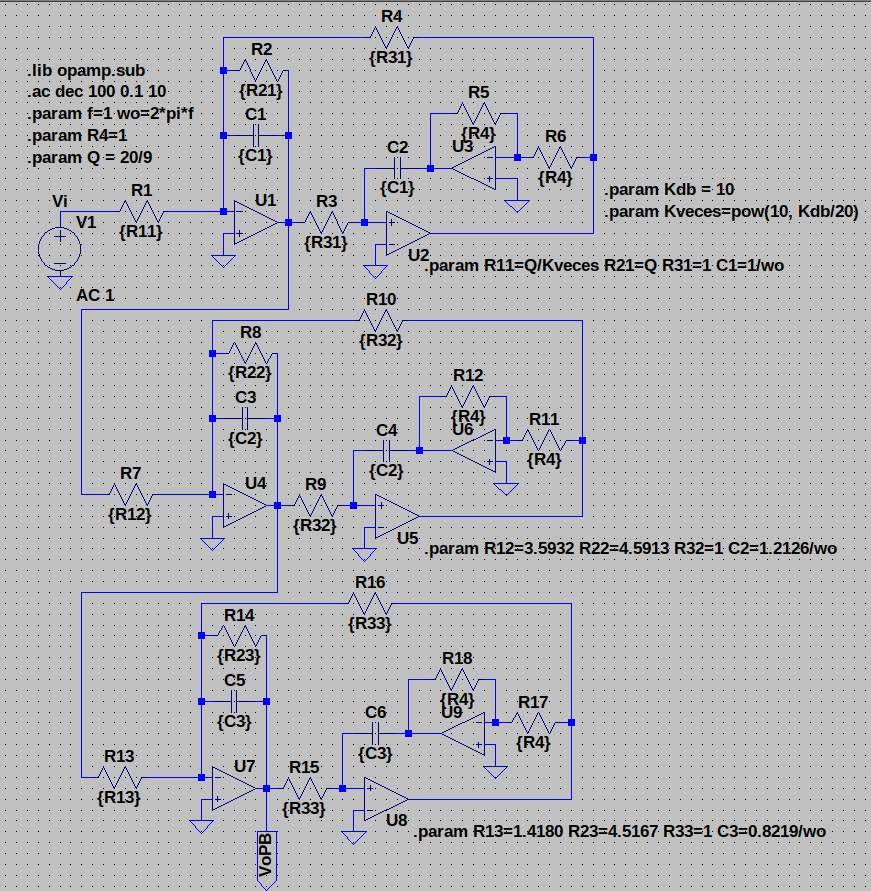 R4
{R31}
.lib opamp.sub
.ac dec 100 0.1 10
.param f=1 wo=2*pi*f
.param R4=1
.param Q = 20/9
R2
{R21}
C1
{C1}
R5
{R4}
U3
R6
{R4}
C2
{C1}
.param Kdb = 10
.param Kveces=pow(10, Kdb/20)
Vi
V1
AC 1
R1
{R11}
U1
R3
{R31}
U2
.param R11=Q/Kveces R21=Q R31=1 C1=1/wo
R10
{R32}
R8
{R22}
C3
{C2}
R12
{R4}
U6
R11
{R4}
C4
{C2}
R7
{R12}
U4
R9
{R32}
U5
.param R12=3.5932 R22=4.5913 R32=1 C2=1.2126/wo
R16
{R33}
R14
{R23}
C5
{C3}
R18
{R4}
U9
R17
{R4}
C6
{C3}
R13
{R13}
U7
R15
{R33}
U8
.param R13=1.4180 R23=4.5167 R33=1 C3=0.8219/wo
VoPB